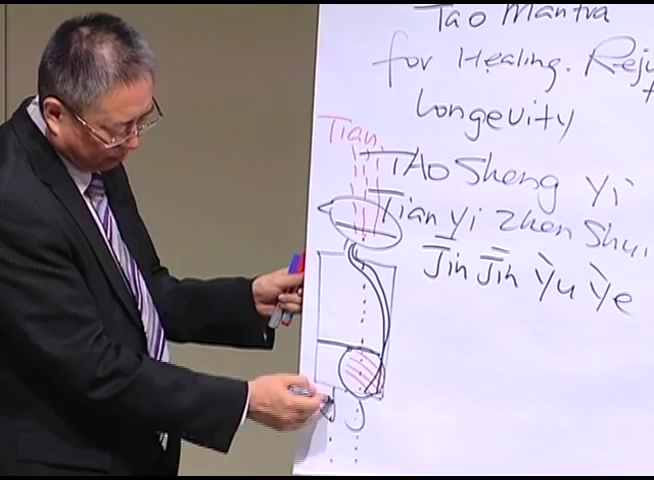 Tao Mantra
for Healing. Reju
Longevity
Tian
TAO Sheng Yi
Tian Yi Zhen Shui
Jin Jin Yu Ye